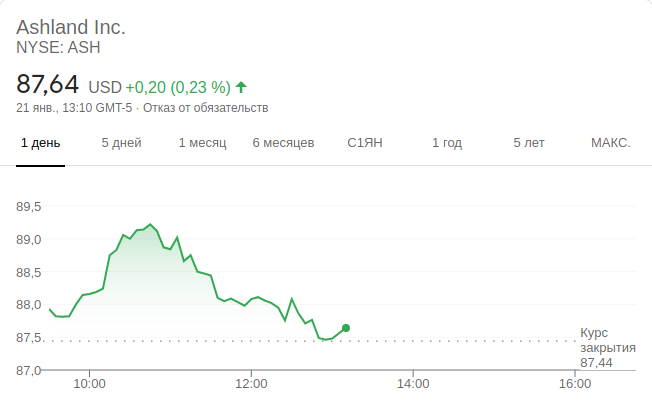 Ashland Inc.
NYSE: ASH
87,64 USD +0,20 (0,23 %)
21 янв., 13:10 GMT-5 · Отказ от обязательств
1 день 5 дней 1 месяц 6 месяцев С1ЯН 1 год 5 лет МАКС.
89,5
89,0
88,5
88,0
87,5
87,0
Курс
закрытия
87,44
10:00 12:00 14:00 16:00